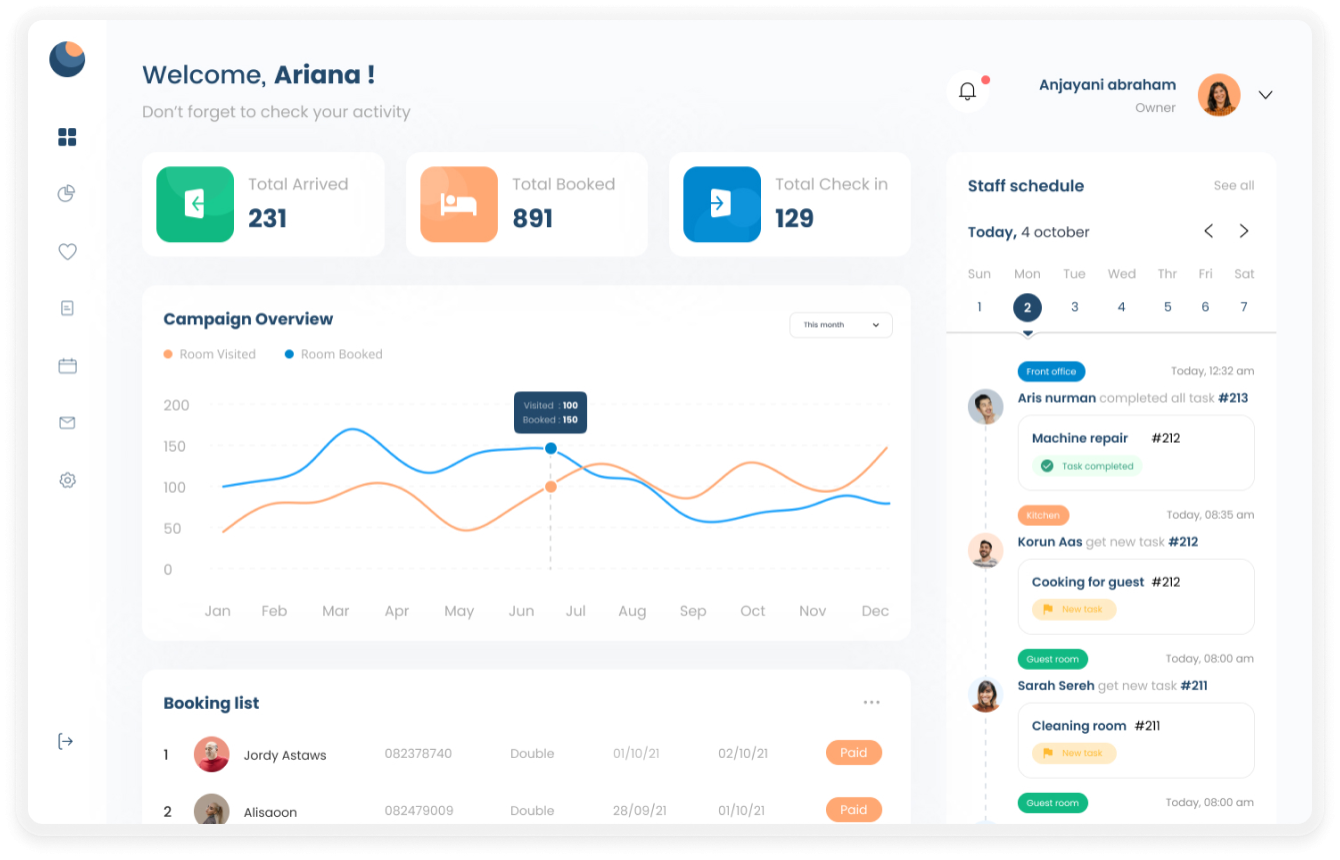 Welcome, Ariana !
Don't forget to check your activity
Anjayani abraham
Owner
Total Arrived
231
Total Booked
891
Total Check in
129
Campaign Overview
This month
Room Visited Room Booked
Visited : 100
Booked : 150
200
150
100
50
0
Jan Feb Mar Apr May Jun Jul Aug Sep Oct Nov Dec
Booking list
1 Jordy Astaws 082378740 Double 01/10/21 02/10/21 Paid
2 Alisaoon 082479009 Double 28/09/21 01/10/21 Paid
Staff schedule See all
Today, 4 october
Sun Mon Tue Wed Thr Fri Sat
1 2 3 4 5 6 7
Front office Today, 12:32 am
Aris nurman completed all task #213
Machine repair #212
Task completed
Kitchen Today, 08:35 am
Korun Aas get new task #212
Cooking for guest #212
New task
Guest room Today, 08:00 am
Sarah Sereh get new task #211
Cleaning room #211
New task
Guest room Today, 08:00 am